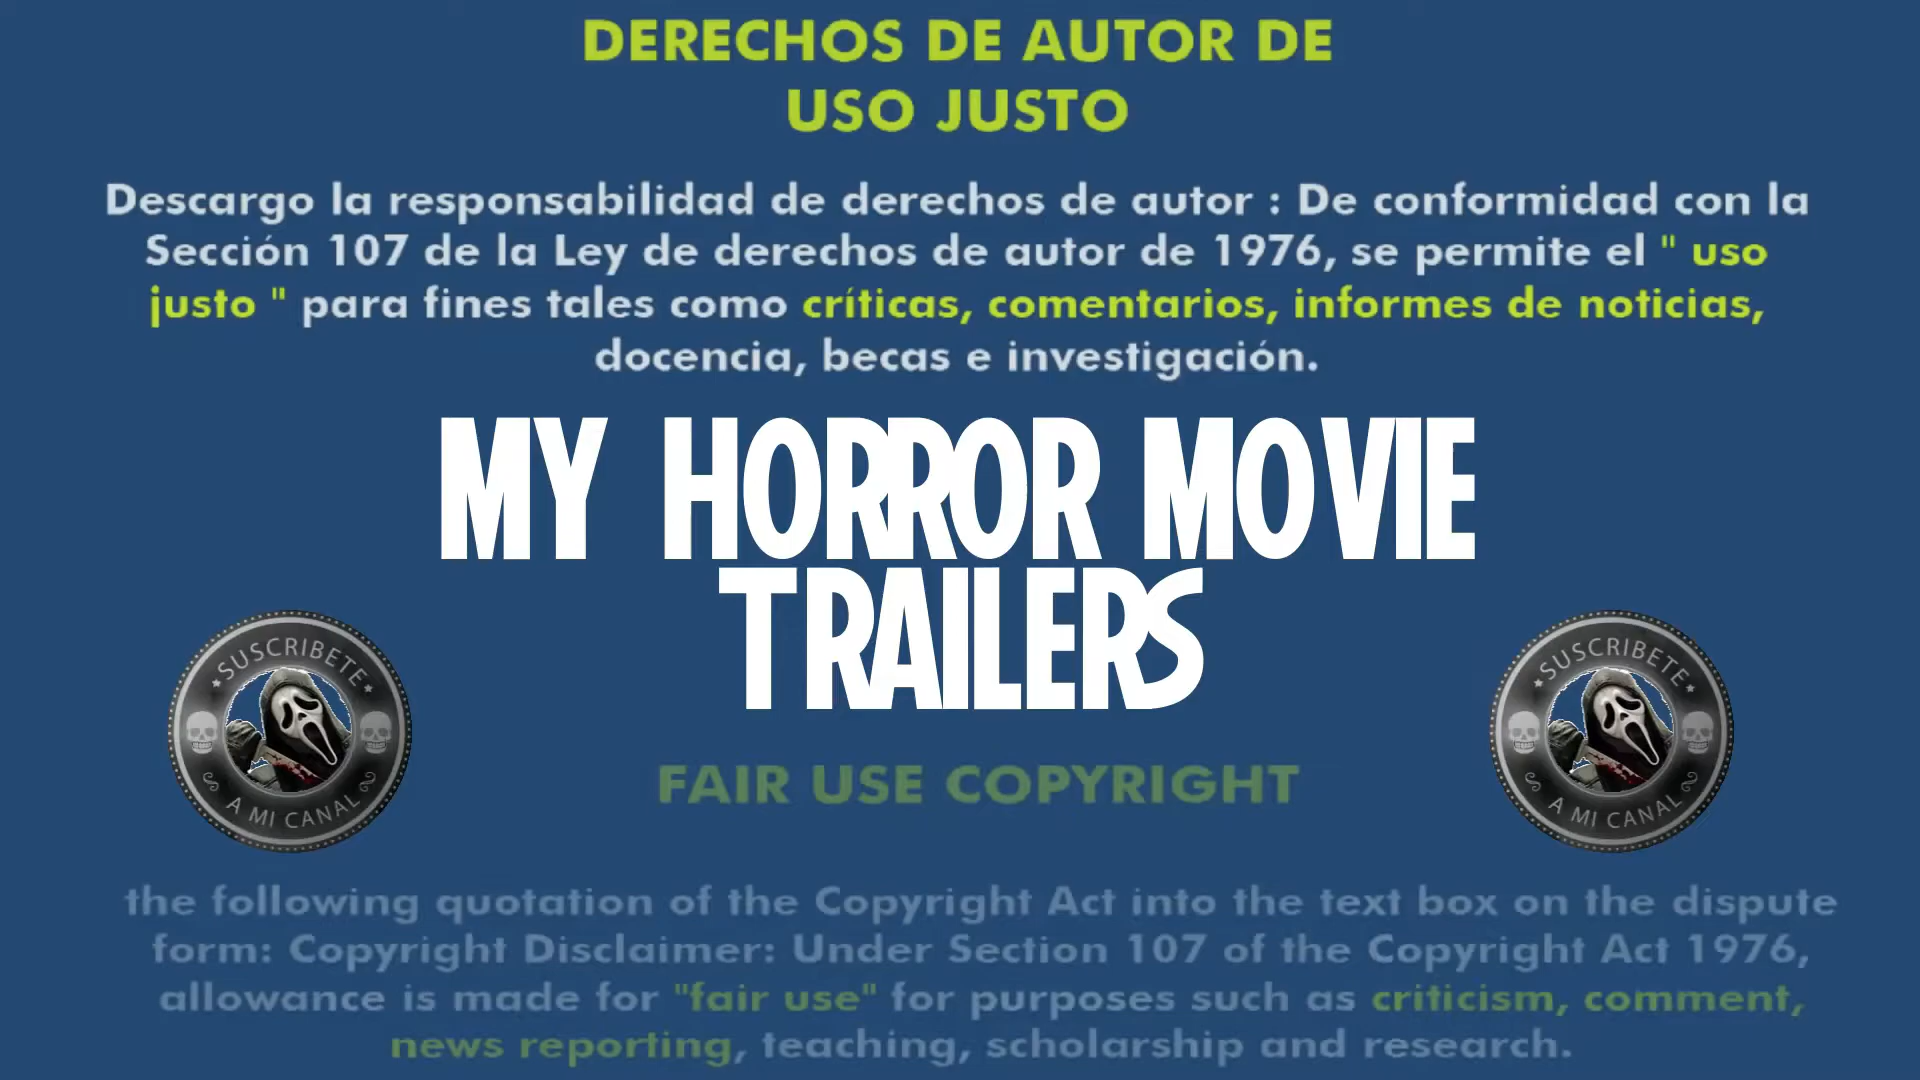 DERECHOS DE AUTOR DE
USO JUSTO
Descargo la responsabilidad de derechos de autor : De conformidad con la
Sección 107 de la Ley de derechos de autor de 1976, se permite el " uso
justo " para fines tales como críticas, comentarios, informes de noticias,
docencia, becas e investigación.
MY HORROR MOVIE
TRAILERS
SUSCRIBETE
A MI CANAL
SUSCRIBETE
A MI CANAL
FAIR USE COPYRIGHT
the following quotation of the Copyright Act into the text box on the dispute
form: Copyright Disclaimer: Under Section 107 of the Copyright Act 1976,
allowance is made for "fair use" for purposes such as criticism, comment,
news reporting, teaching, scholarship and research.